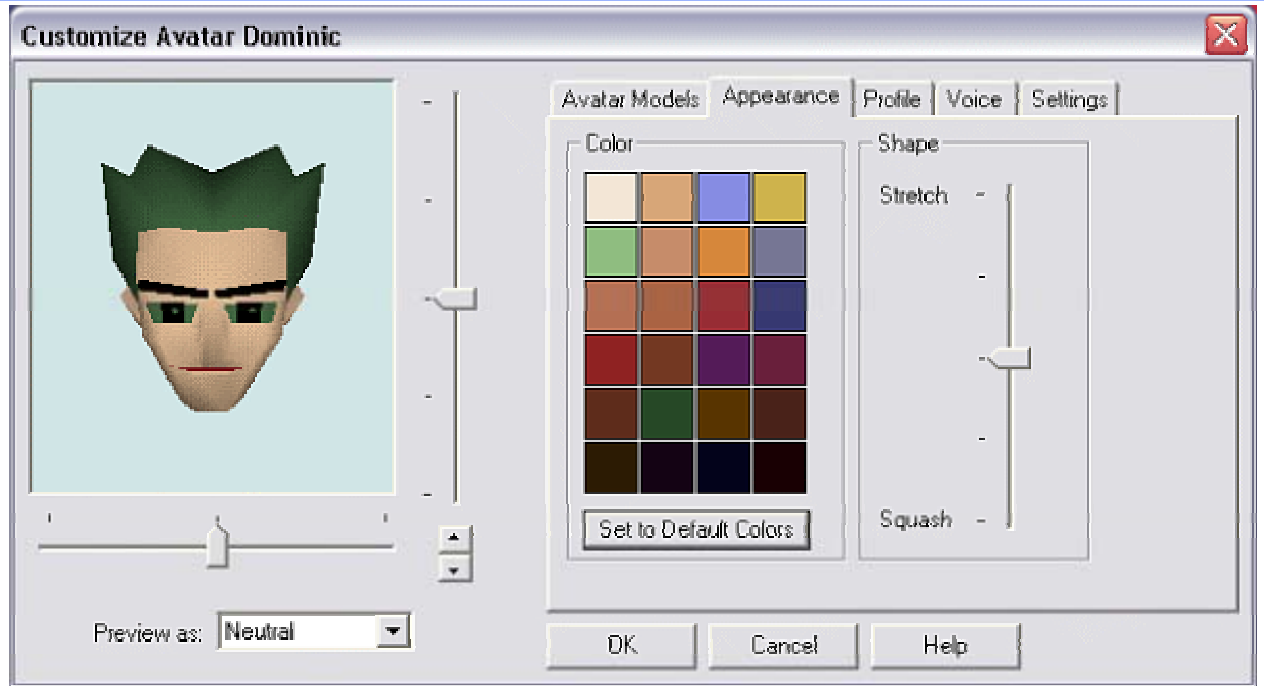 Customize Avatar Dominic
Avatar Models Appearance Profile Voice Settings
Color
Shape
Stretch
Squash
Set to Default Colors
Preview as: Neutral
OK Cancel Help